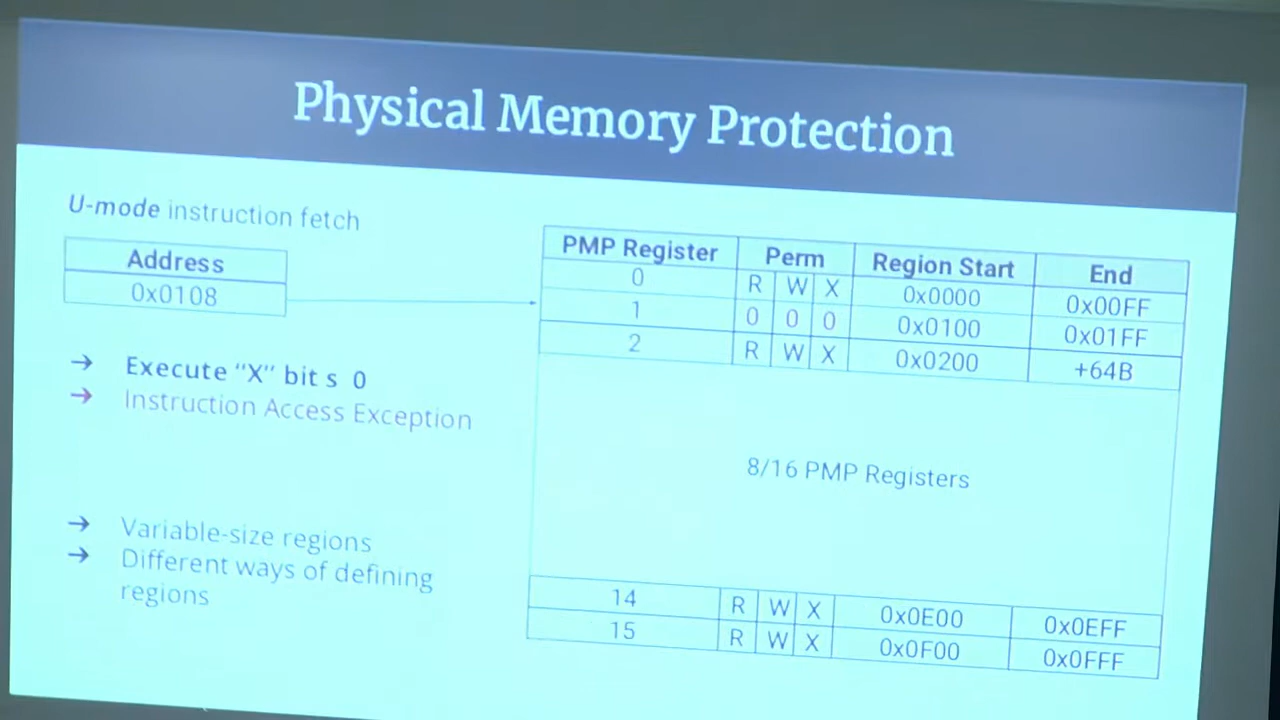 Physical Memory Protection
U-mode instruction fetch
Address
0x0108
→ Execute “X” bit s 0
→ Instruction Access Exception
→ Variable-size regions
→ Different ways of defining
regions
PMP Register Perm Region Start End
0 R W X 0x0000 0x00FF
1 0 0 0 0x0100 0x01FF
2 R W X 0x0200 +64B
8/16 PMP Registers
14 R W X 0x0E00 0x0EFF
15 R W X 0x0F00 0x0FFF